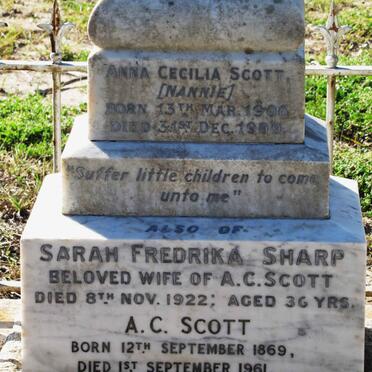 ANNA CECILIA SCOTT
[NANNIE]
BORN 13TH MAR.
DIED 31ST DEC.
"Suffer little children to come
unto me"
ALSO OF
SARAH FREDRIKA SHARP
BELOVED WIFE OF A.C.SCOTT
DIED 8TH NOV. 1922; AGED 36 YRS.
A.C. SCOTT
BORN 12TH SEPTEMBER 1869,
DIED 1ST SEPTEMBER 1961